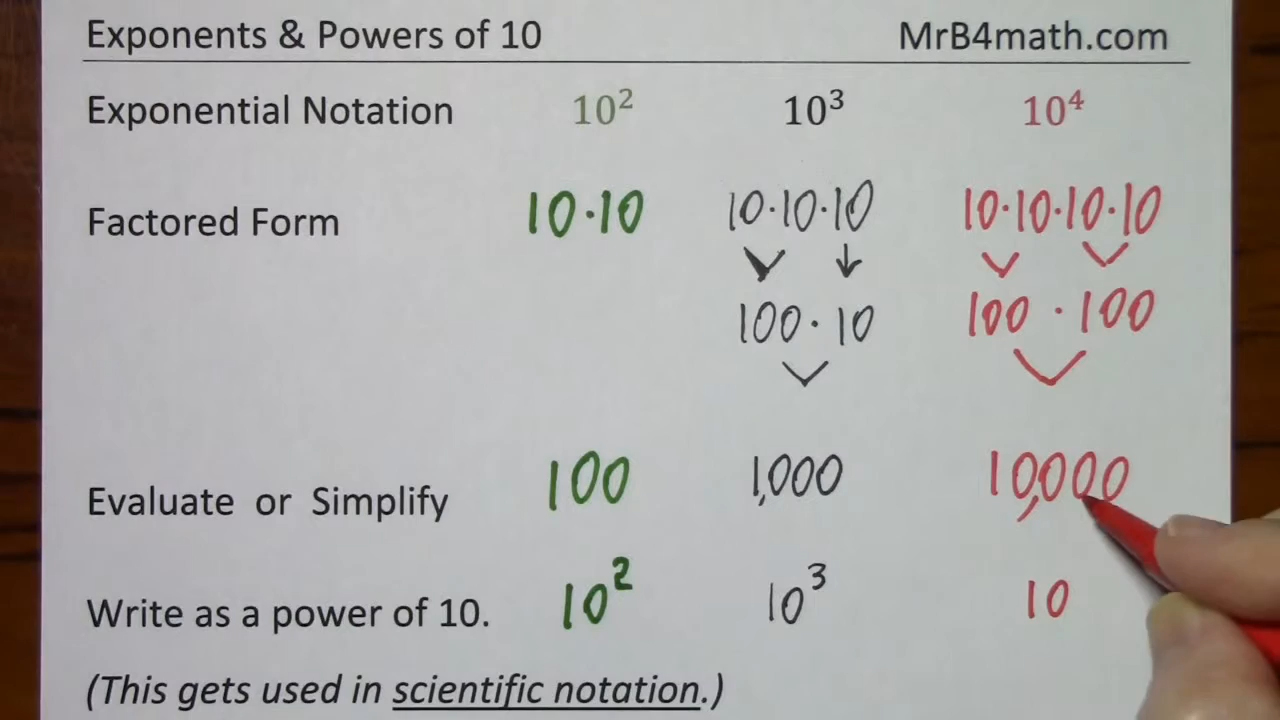 Exponents & Powers of 10 MrB4math.com
Exponential Notation 10² 10³ 10⁴
Factored Form 10·10 10·10·10 10·10·10·10
100·10 100·100
Evaluate or Simplify 100 1,000 10,000
Write as a power of 10. 10² 10³ 10
(This gets used in scientific notation.)